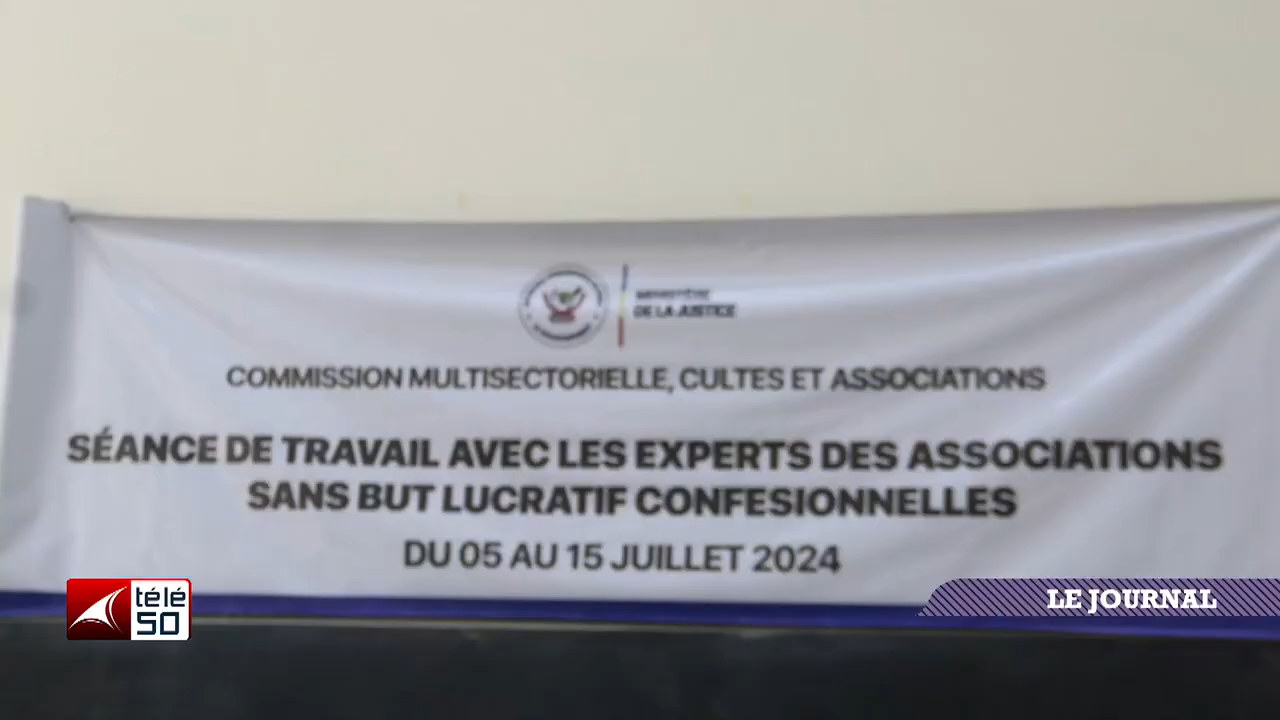 MINISTÈRE
DE LA JUSTICE
COMMISSION MULTISECTORIELLE, CULTES ET ASSOCIATIONS
SÉANCE DE TRAVAIL AVEC LES EXPERTS DES ASSOCIATIONS
SANS BUT LUCRATIF CONFESIONNELLES
DU 05 AU 15 JUILLET 2024
télé
50
LE JOURNAL